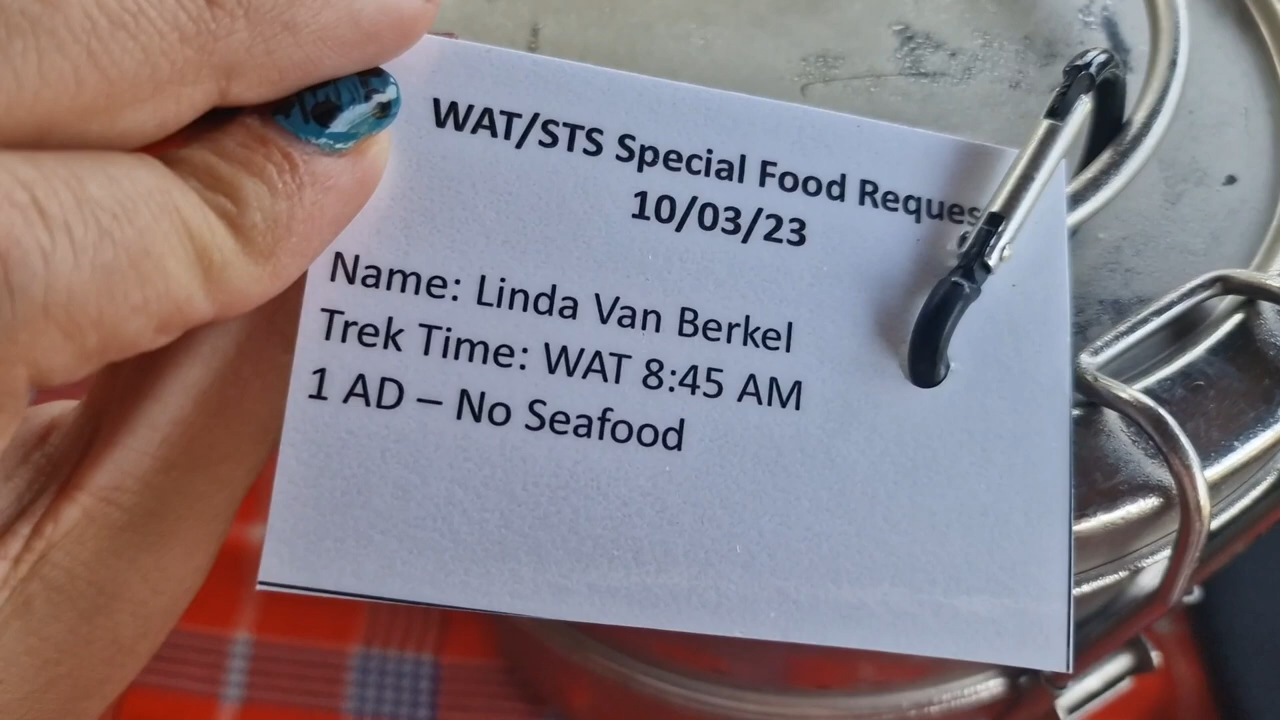 WAT/STS Special Food Reques
10/03/23
Name: Linda Van Berkel
Trek Time: WAT 8:45 AM
1 AD – No Seafood